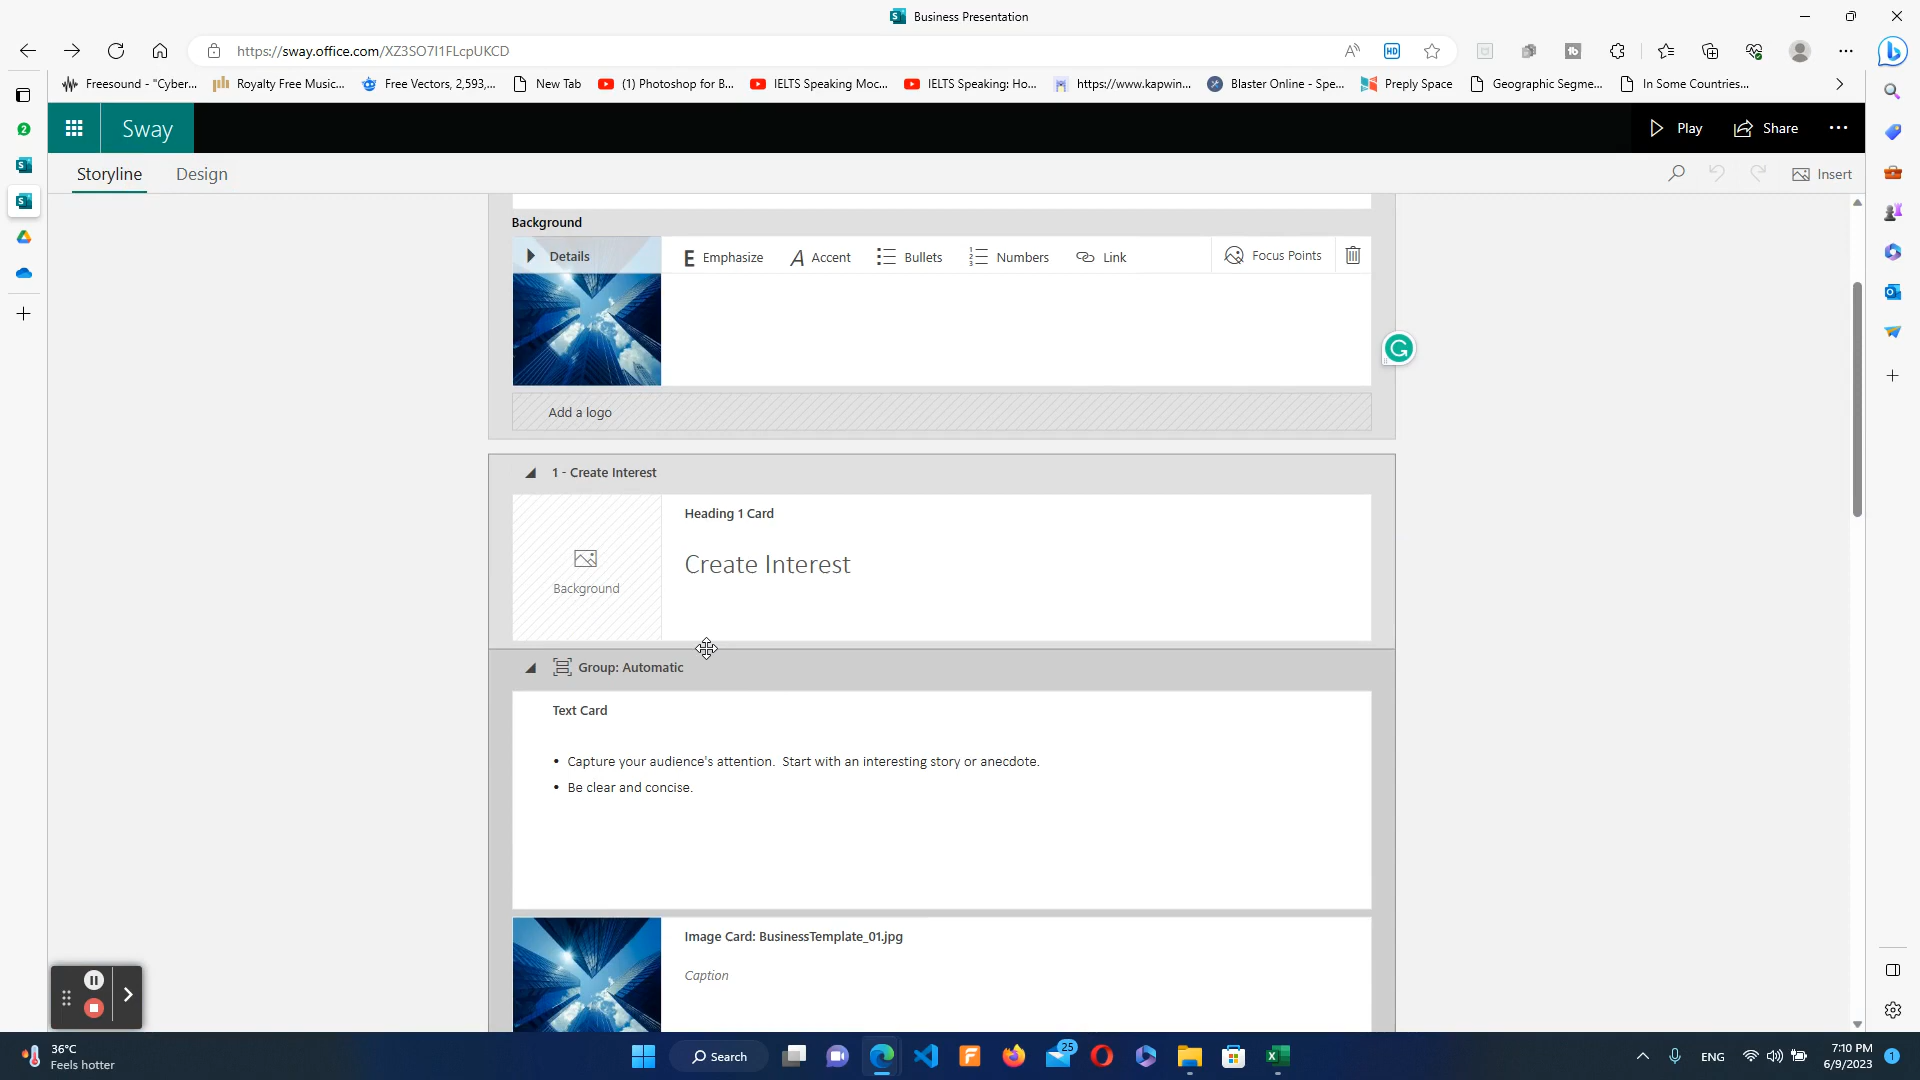 Business Presentation
https://sway.office.com/XZ3SO7I1FLcpUKCD
HD
Freesound - "Cyber...
Royalty Free Music...
Free Vectors, 2,593,...
New Tab
(1) Photoshop for B...
IELTS Speaking Moc...
IELTS Speaking: Ho...
https://www.kapwin...
Blaster Online - Spe...
Preply Space
Geographic Segme...
In Some Countries...
Sway
Play
Share
Storyline
Design
Insert
Background
Details
E Emphasize
A Accent
Bullets
Numbers
Link
Focus Points
Add a logo
1 - Create Interest
Heading 1 Card
Create Interest
Background
Group: Automatic
Text Card
• Capture your audience's attention.  Start with an interesting story or anecdote.
• Be clear and concise.
Image Card: BusinessTemplate_01.jpg
Caption
36°C
Feels hotter
Search
25
ENG
7:10 PM
6/9/2023
1